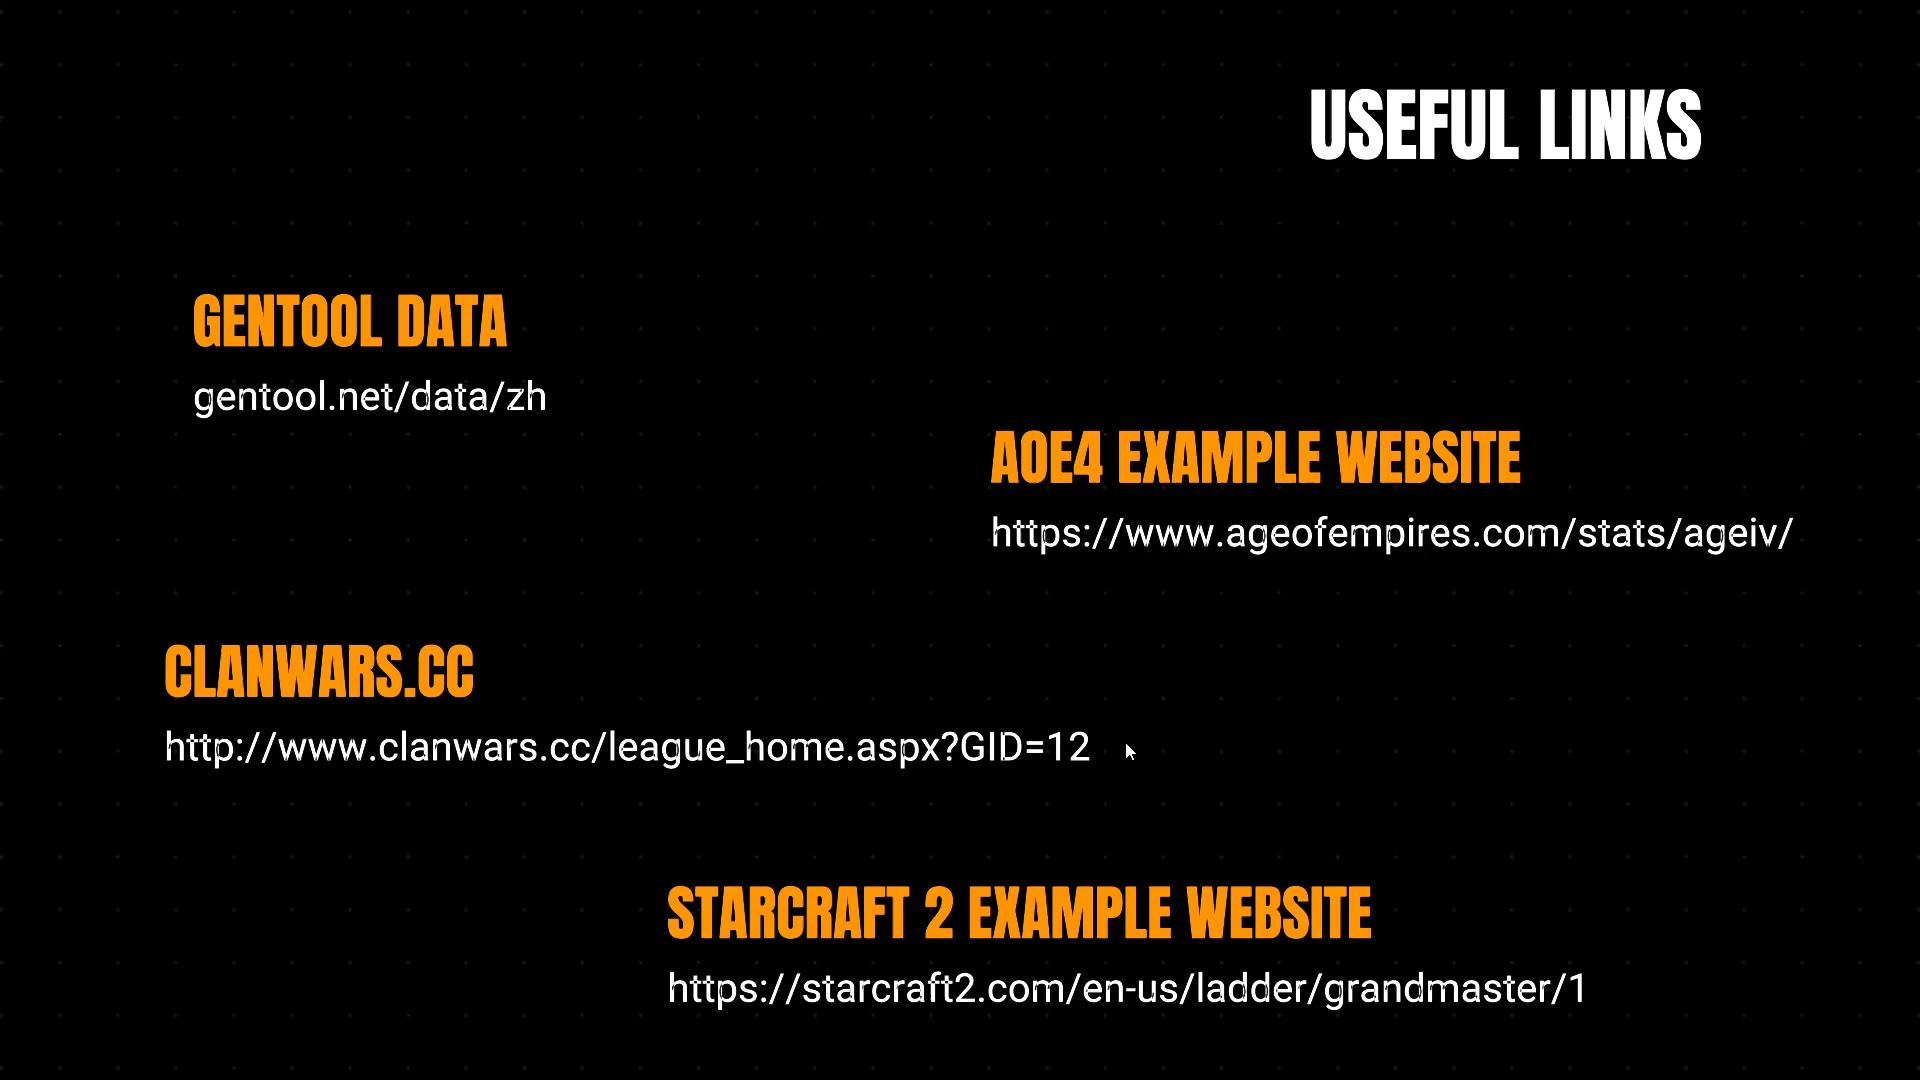 USEFUL LINKS
GENTOOL DATA
gentool.net/data/zh
AOE4 EXAMPLE WEBSITE
https://www.ageofempires.com/stats/ageiv/
CLANWARS.CC
http://www.clanwars.cc/league_home.aspx?GID=12
STARCRAFT 2 EXAMPLE WEBSITE
https://starcraft2.com/en-us/ladder/grandmaster/1